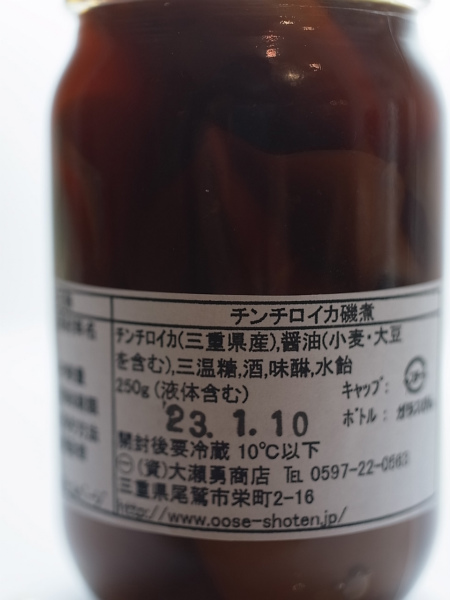 チンチロイカ磯煮
チンチロイカ(三重県産),醤油(小麦・大豆
を含む),三温糖,酒,味醂,水飴
250g (液体含む) キャップ:
'23.1.10 ボトル:
開封後要冷蔵 10℃以下
(資)大瀬勇商店 TEL 0597-22-0663
三重県尾鷲市栄町2-16
http://www.oose-shoten.jp/